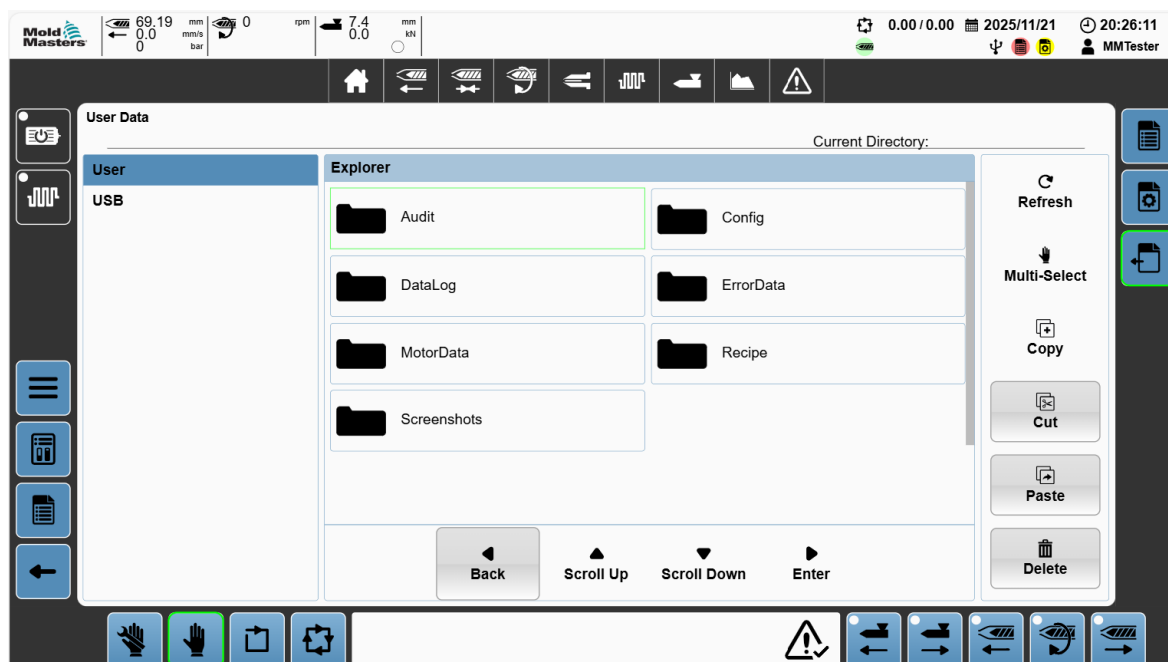 Mold Masters
69.19 mm
0.0 mm/s
0 bar
0 rpm
7.4 mm
0.0 kN
0.00 / 0.00
2025/11/21
20:26:11
MMTester
User Data
Current Directory:
User
USB
Explorer
Audit
Config
DataLog
ErrorData
MotorData
Recipe
Screenshots
Back
Scroll Up
Scroll Down
Enter
Refresh
Multi-Select
Copy
Cut
Paste
Delete